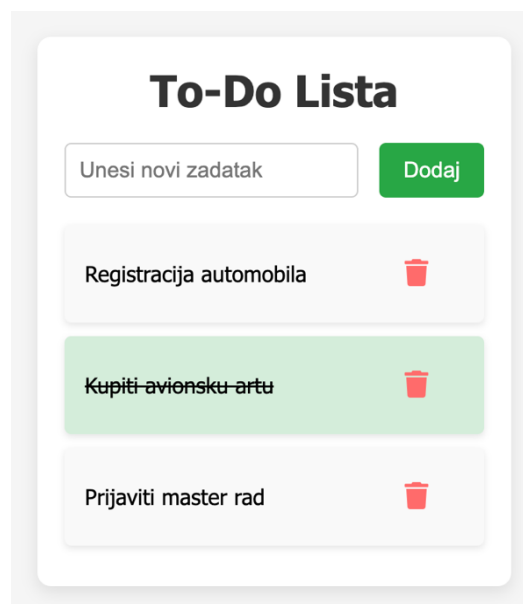 To-Do Lista
Unesi novi zadatak
Dodaj
Registracija automobila
Kupiti avionsku artu
Prijaviti master rad